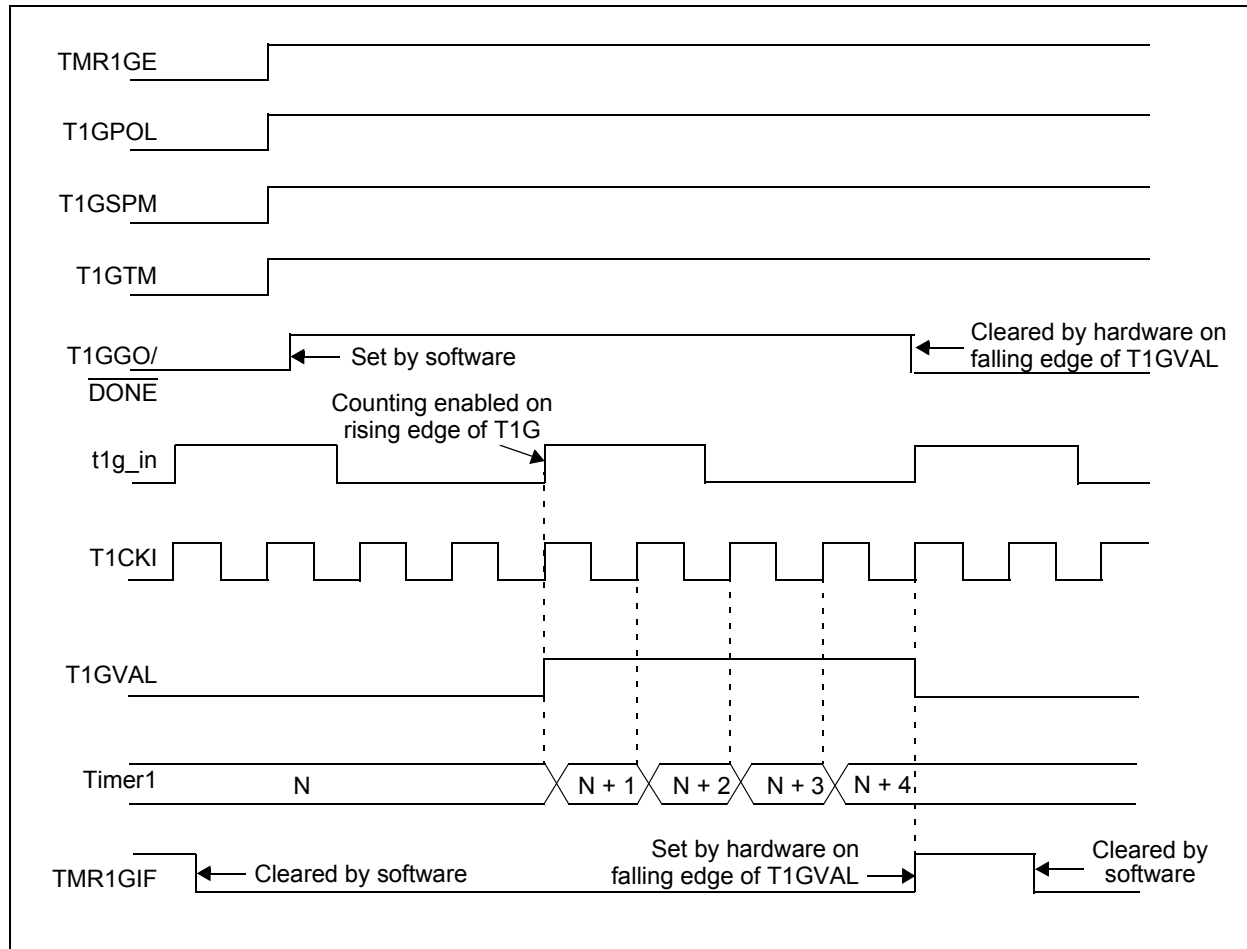 TMR1GE
T1GPOL
T1GSPM
T1GTM
T1GGO/
DONE
Set by software
Cleared by hardware on
falling edge of T1GVAL
Counting enabled on
rising edge of T1G
t1g_in
T1CKI
T1GVAL
Timer1
N
N + 1
N + 2
N + 3
N + 4
TMR1GIF
Cleared by software
Set by hardware on
falling edge of T1GVAL
Cleared by
software